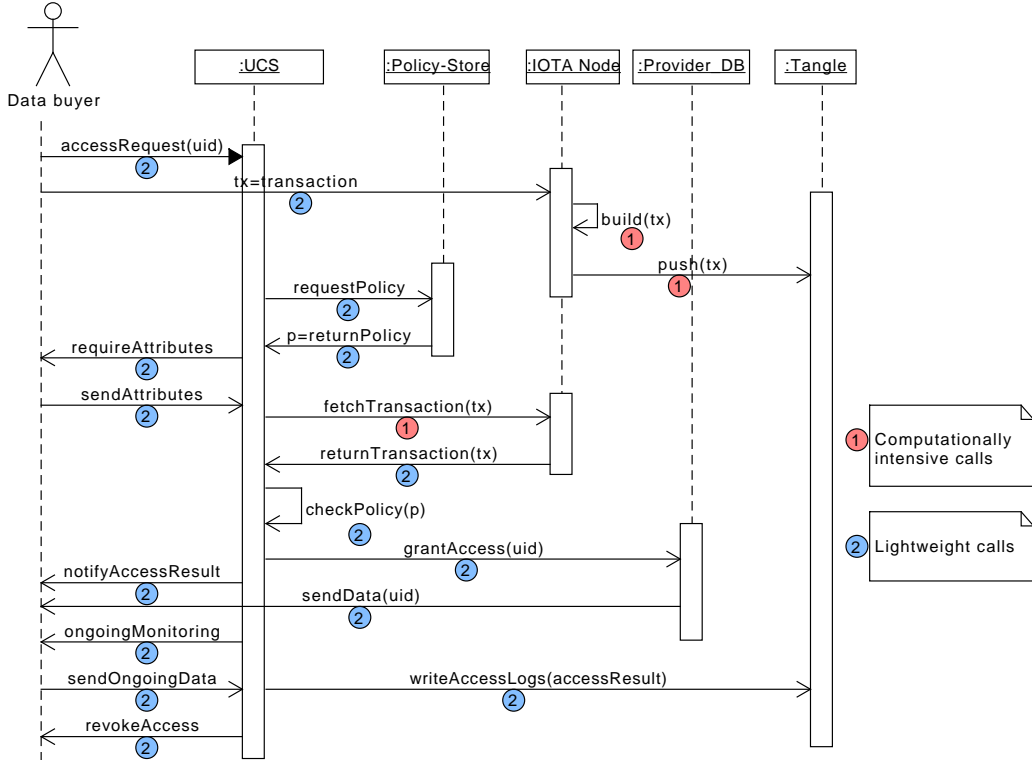 :UCS
:Policy-Store
:IOTA Node
:Provider_DB
:Tangle
Data buyer
accessRequest(uid)
2
tx=transaction
2
build(tx)
1
push(tx)
1
requestPolicy
2
p=returnPolicy
2
requireAttributes
2
sendAttributes
2
fetchTransaction(tx)
1
returnTransaction(tx)
2
1
Computationally
intensive calls
checkPolicy(p)
2
2
Lightweight calls
grantAccess(uid)
2
notifyAccessResult
2
sendData(uid)
2
ongoingMonitoring
2
sendOngoingData
2
writeAccessLogs(accessResult)
2
revokeAccess
2